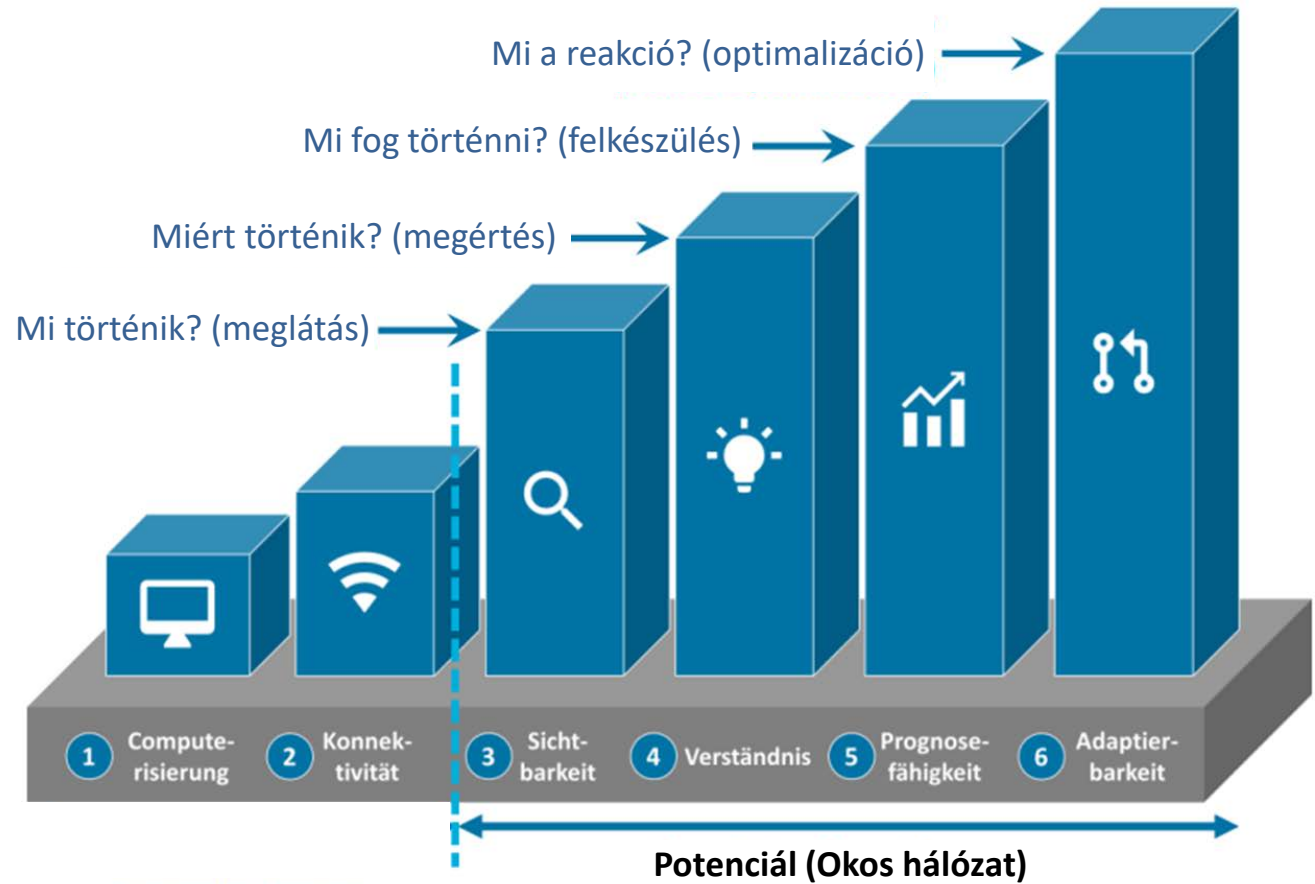 Mi a reakció? (optimalizáció)
Mi fog történni? (felkészülés)
Miért történik? (megértés)
Mi történik? (meglátás)
1 Compute-
risierung
2 Konnek-
tivität
3 Sicht-
barkeit
4 Verständnis
5 Prognose-
fähigkeit
6 Adaptier-
barkeit
Potenciál (Okos hálózat)